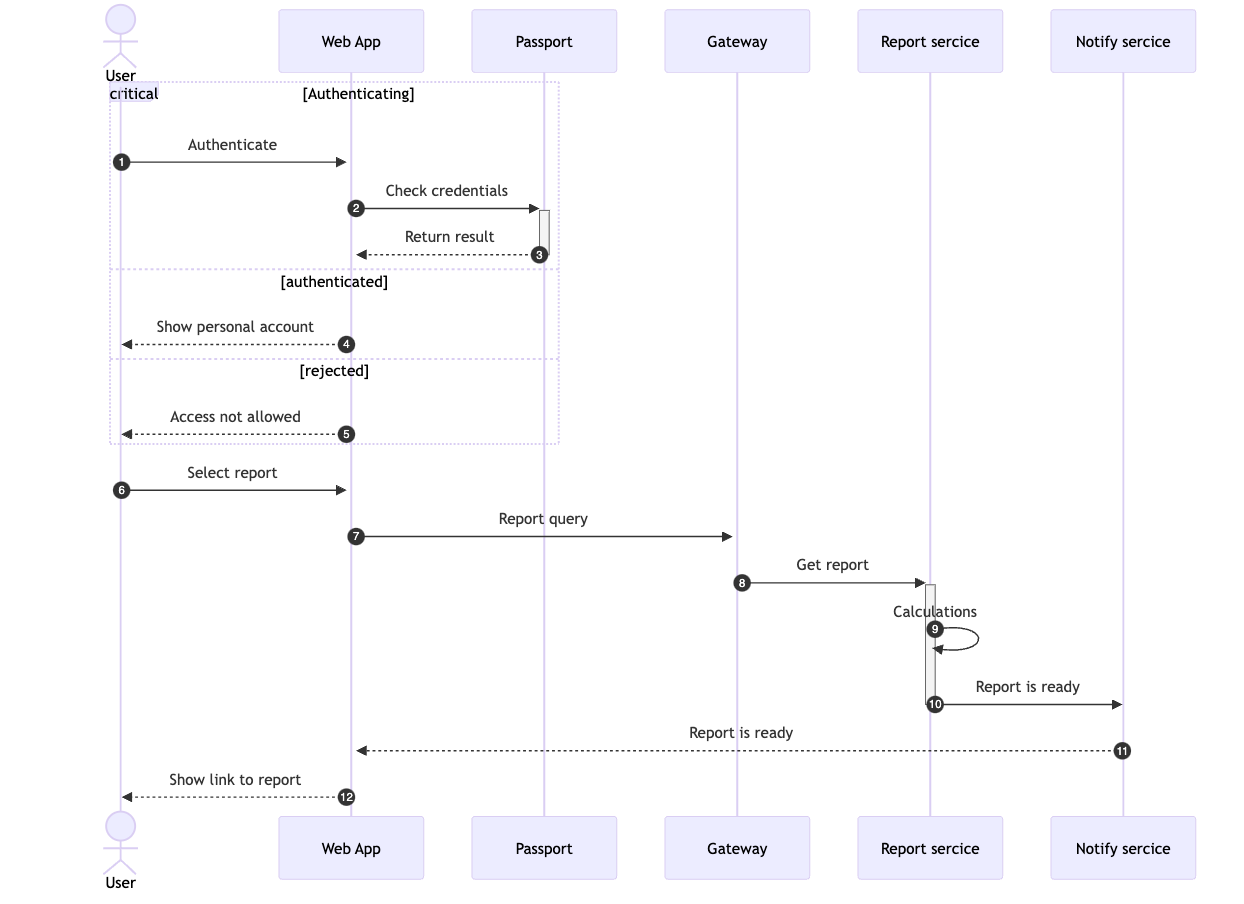 User
Web App
Passport
Gateway
Report sercice
Notify sercice
critical
[Authenticating]
Authenticate
1
Check credentials
2
Return result
3
[authenticated]
Show personal account
4
[rejected]
Access not allowed
5
Select report
6
Report query
7
Get report
8
Calculations
9
Report is ready
10
Report is ready
11
Show link to report
12
User
Web App
Passport
Gateway
Report sercice
Notify sercice